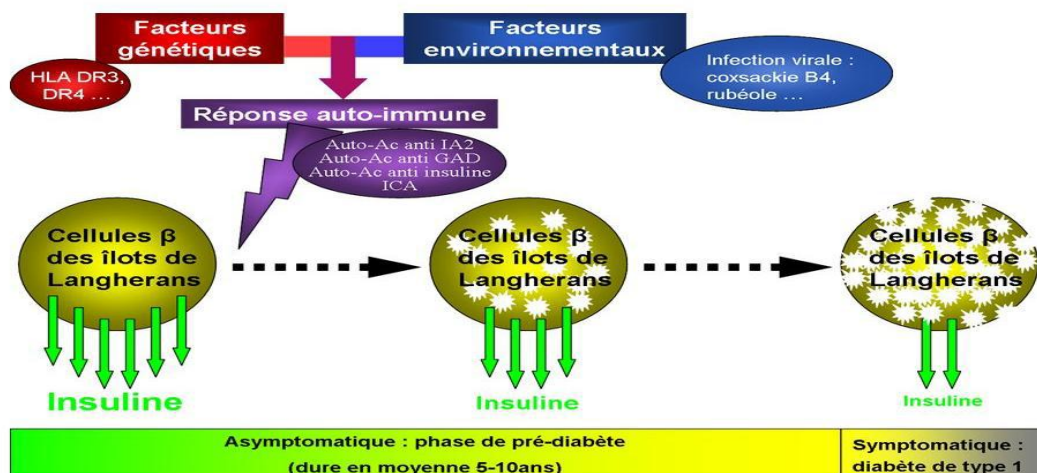 Facteurs
génétiques
Facteurs
environnementaux
HLA DR3,
DR4 ...
Infection virale :
coxsackie B4,
rubéole ...
Réponse auto-immune
Auto-Ac anti IA2
Auto-Ac anti GAD
Auto-Ac anti insuline
ICA
Cellules β
des îlots de
Langherans
Cellules β
des îlots de
Langherans
Cellules β
des îlots de
Langherans
Insuline
Insuline
Insuline
Asymptomatique : phase de pré-diabète
(dure en moyenne 5-10ans)
Symptomatique :
diabète de type 1